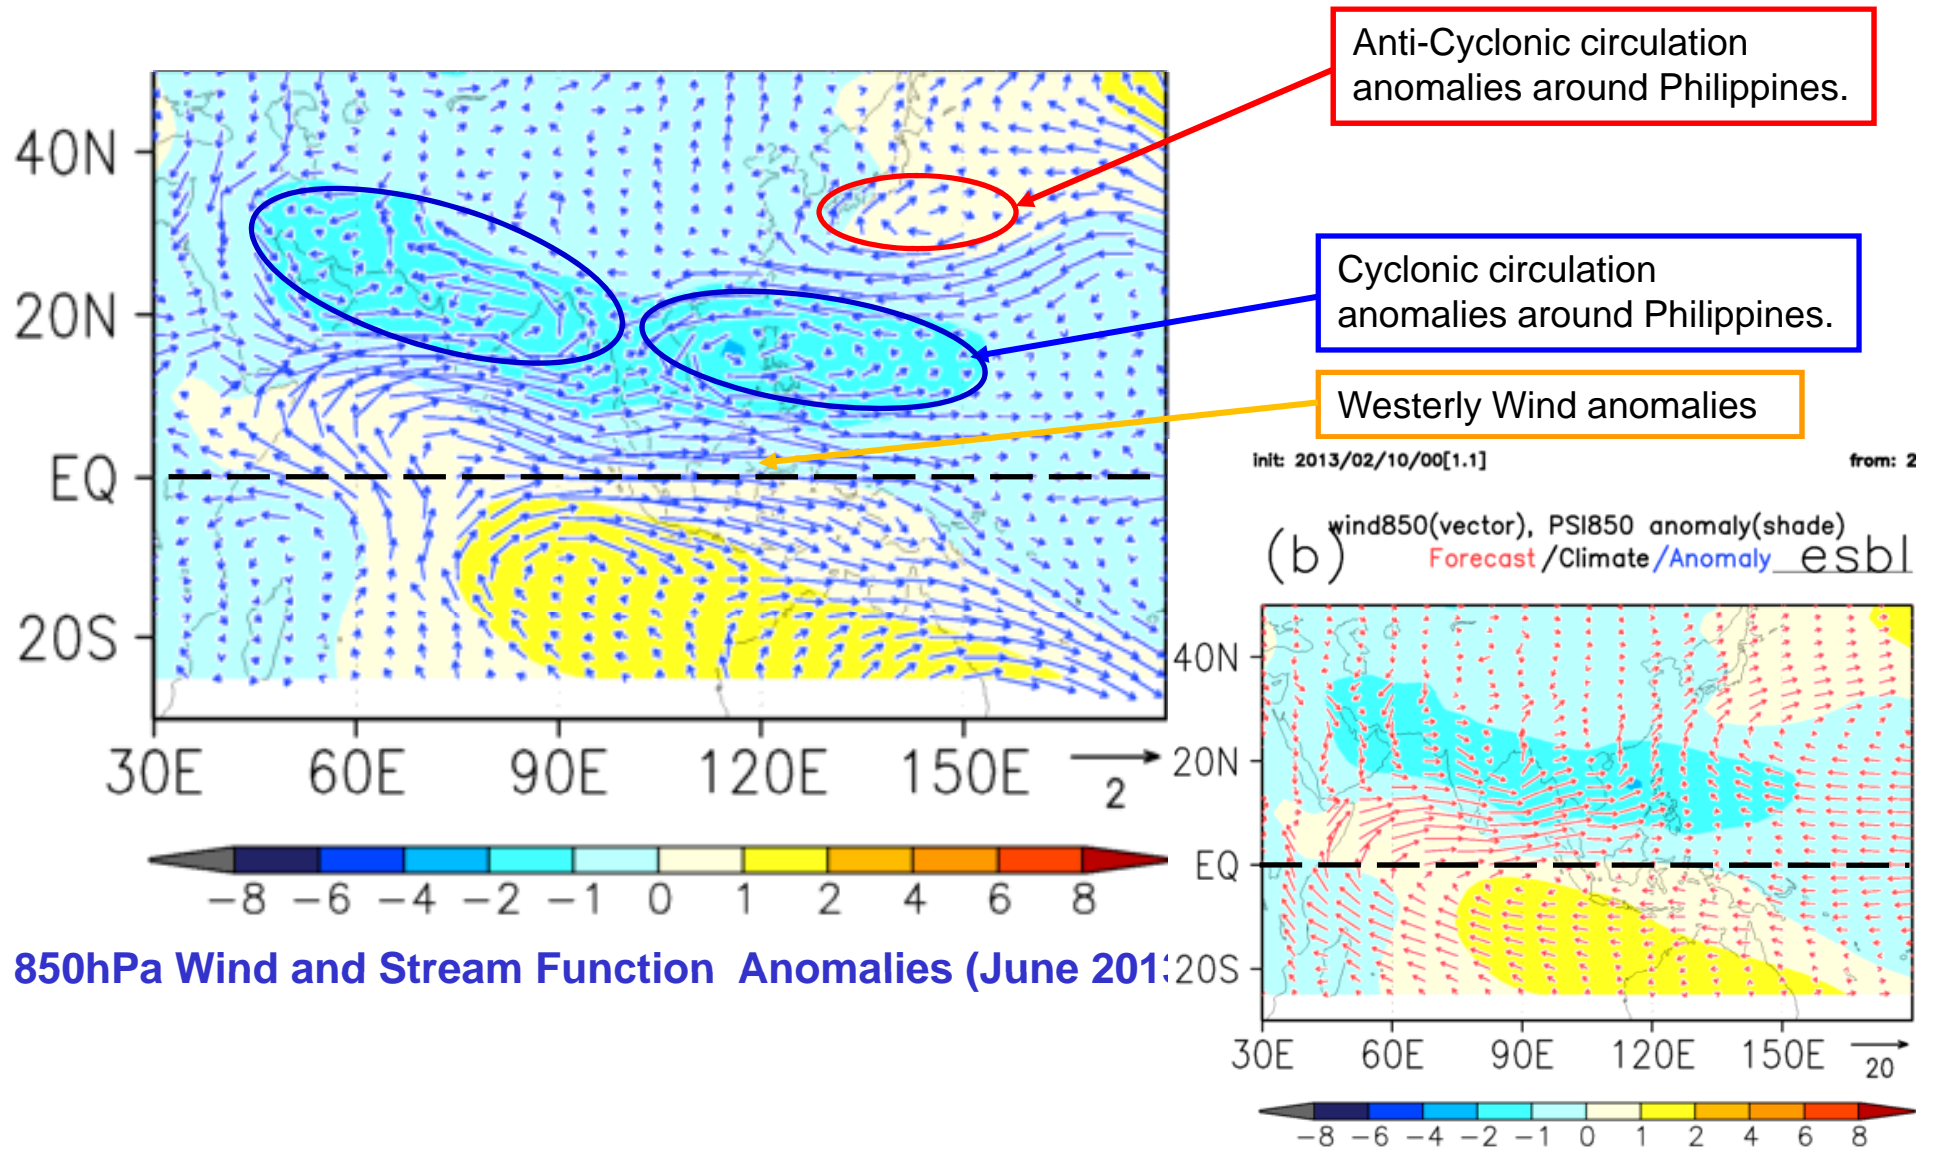 Anti-Cyclonic circulation
anomalies around Philippines.
Cyclonic circulation
anomalies around Philippines.
Westerly Wind anomalies
40N
20N
EQ
20S
30E 60E 90E 120E 150E
2
-8 -6 -4 -2 -1 0 1 2 4 6 8
850hPa Wind and Stream Function Anomalies (June 201
init: 2013/02/10/00[1.1] from: 2
(b) wind850(vector), PSI850 anomaly(shade)
Forecast/Climate/Anomaly esbl
40N
20N
EQ
20S
30E 60E 90E 120E 150E
20
-8 -6 -4 -2 -1 0 1 2 4 6 8